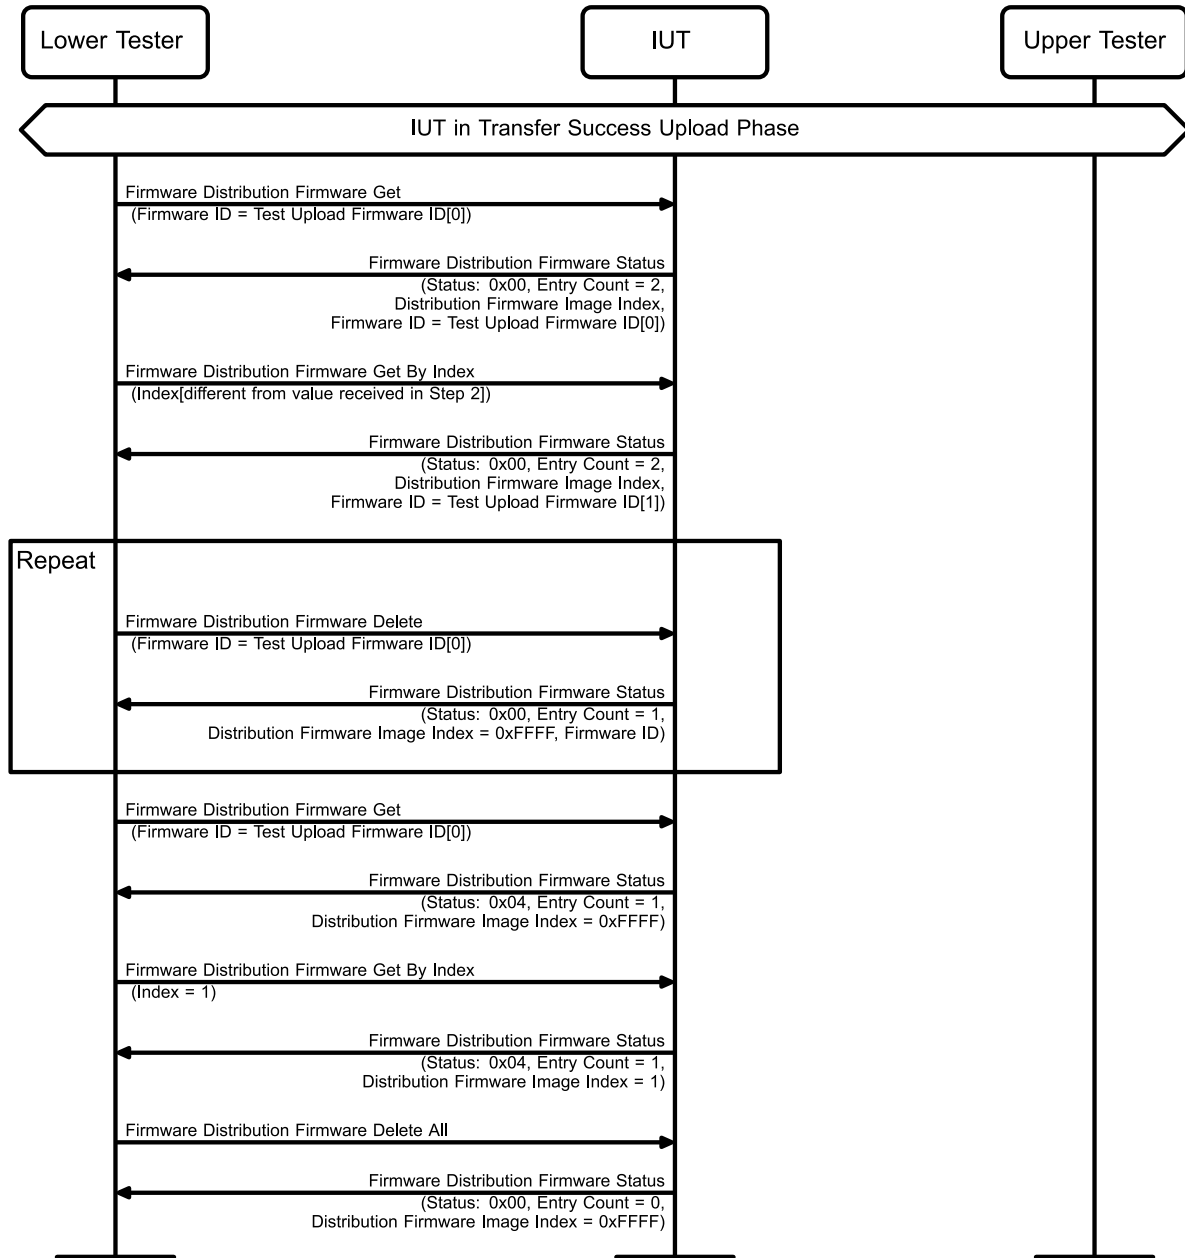 Lower Tester
IUT
Upper Tester
IUT in Transfer Success Upload Phase
Firmware Distribution Firmware Get
(Firmware ID = Test Upload Firmware ID[0])
Firmware Distribution Firmware Status
(Status: 0x00, Entry Count = 2,
Distribution Firmware Image Index,
Firmware ID = Test Upload Firmware ID[0])
Firmware Distribution Firmware Get By Index
(Index[different from value received in Step 2])
Firmware Distribution Firmware Status
(Status: 0x00, Entry Count = 2,
Distribution Firmware Image Index,
Firmware ID = Test Upload Firmware ID[1])
Repeat
Firmware Distribution Firmware Delete
(Firmware ID = Test Upload Firmware ID[0])
Firmware Distribution Firmware Status
(Status: 0x00, Entry Count = 1,
Distribution Firmware Image Index = 0xFFFF, Firmware ID)
Firmware Distribution Firmware Get
(Firmware ID = Test Upload Firmware ID[0])
Firmware Distribution Firmware Status
(Status: 0x04, Entry Count = 1,
Distribution Firmware Image Index = 0xFFFF)
Firmware Distribution Firmware Get By Index
(Index = 1)
Firmware Distribution Firmware Status
(Status: 0x04, Entry Count = 1,
Distribution Firmware Image Index = 1)
Firmware Distribution Firmware Delete All
Firmware Distribution Firmware Status
(Status: 0x00, Entry Count = 0,
Distribution Firmware Image Index = 0xFFFF)